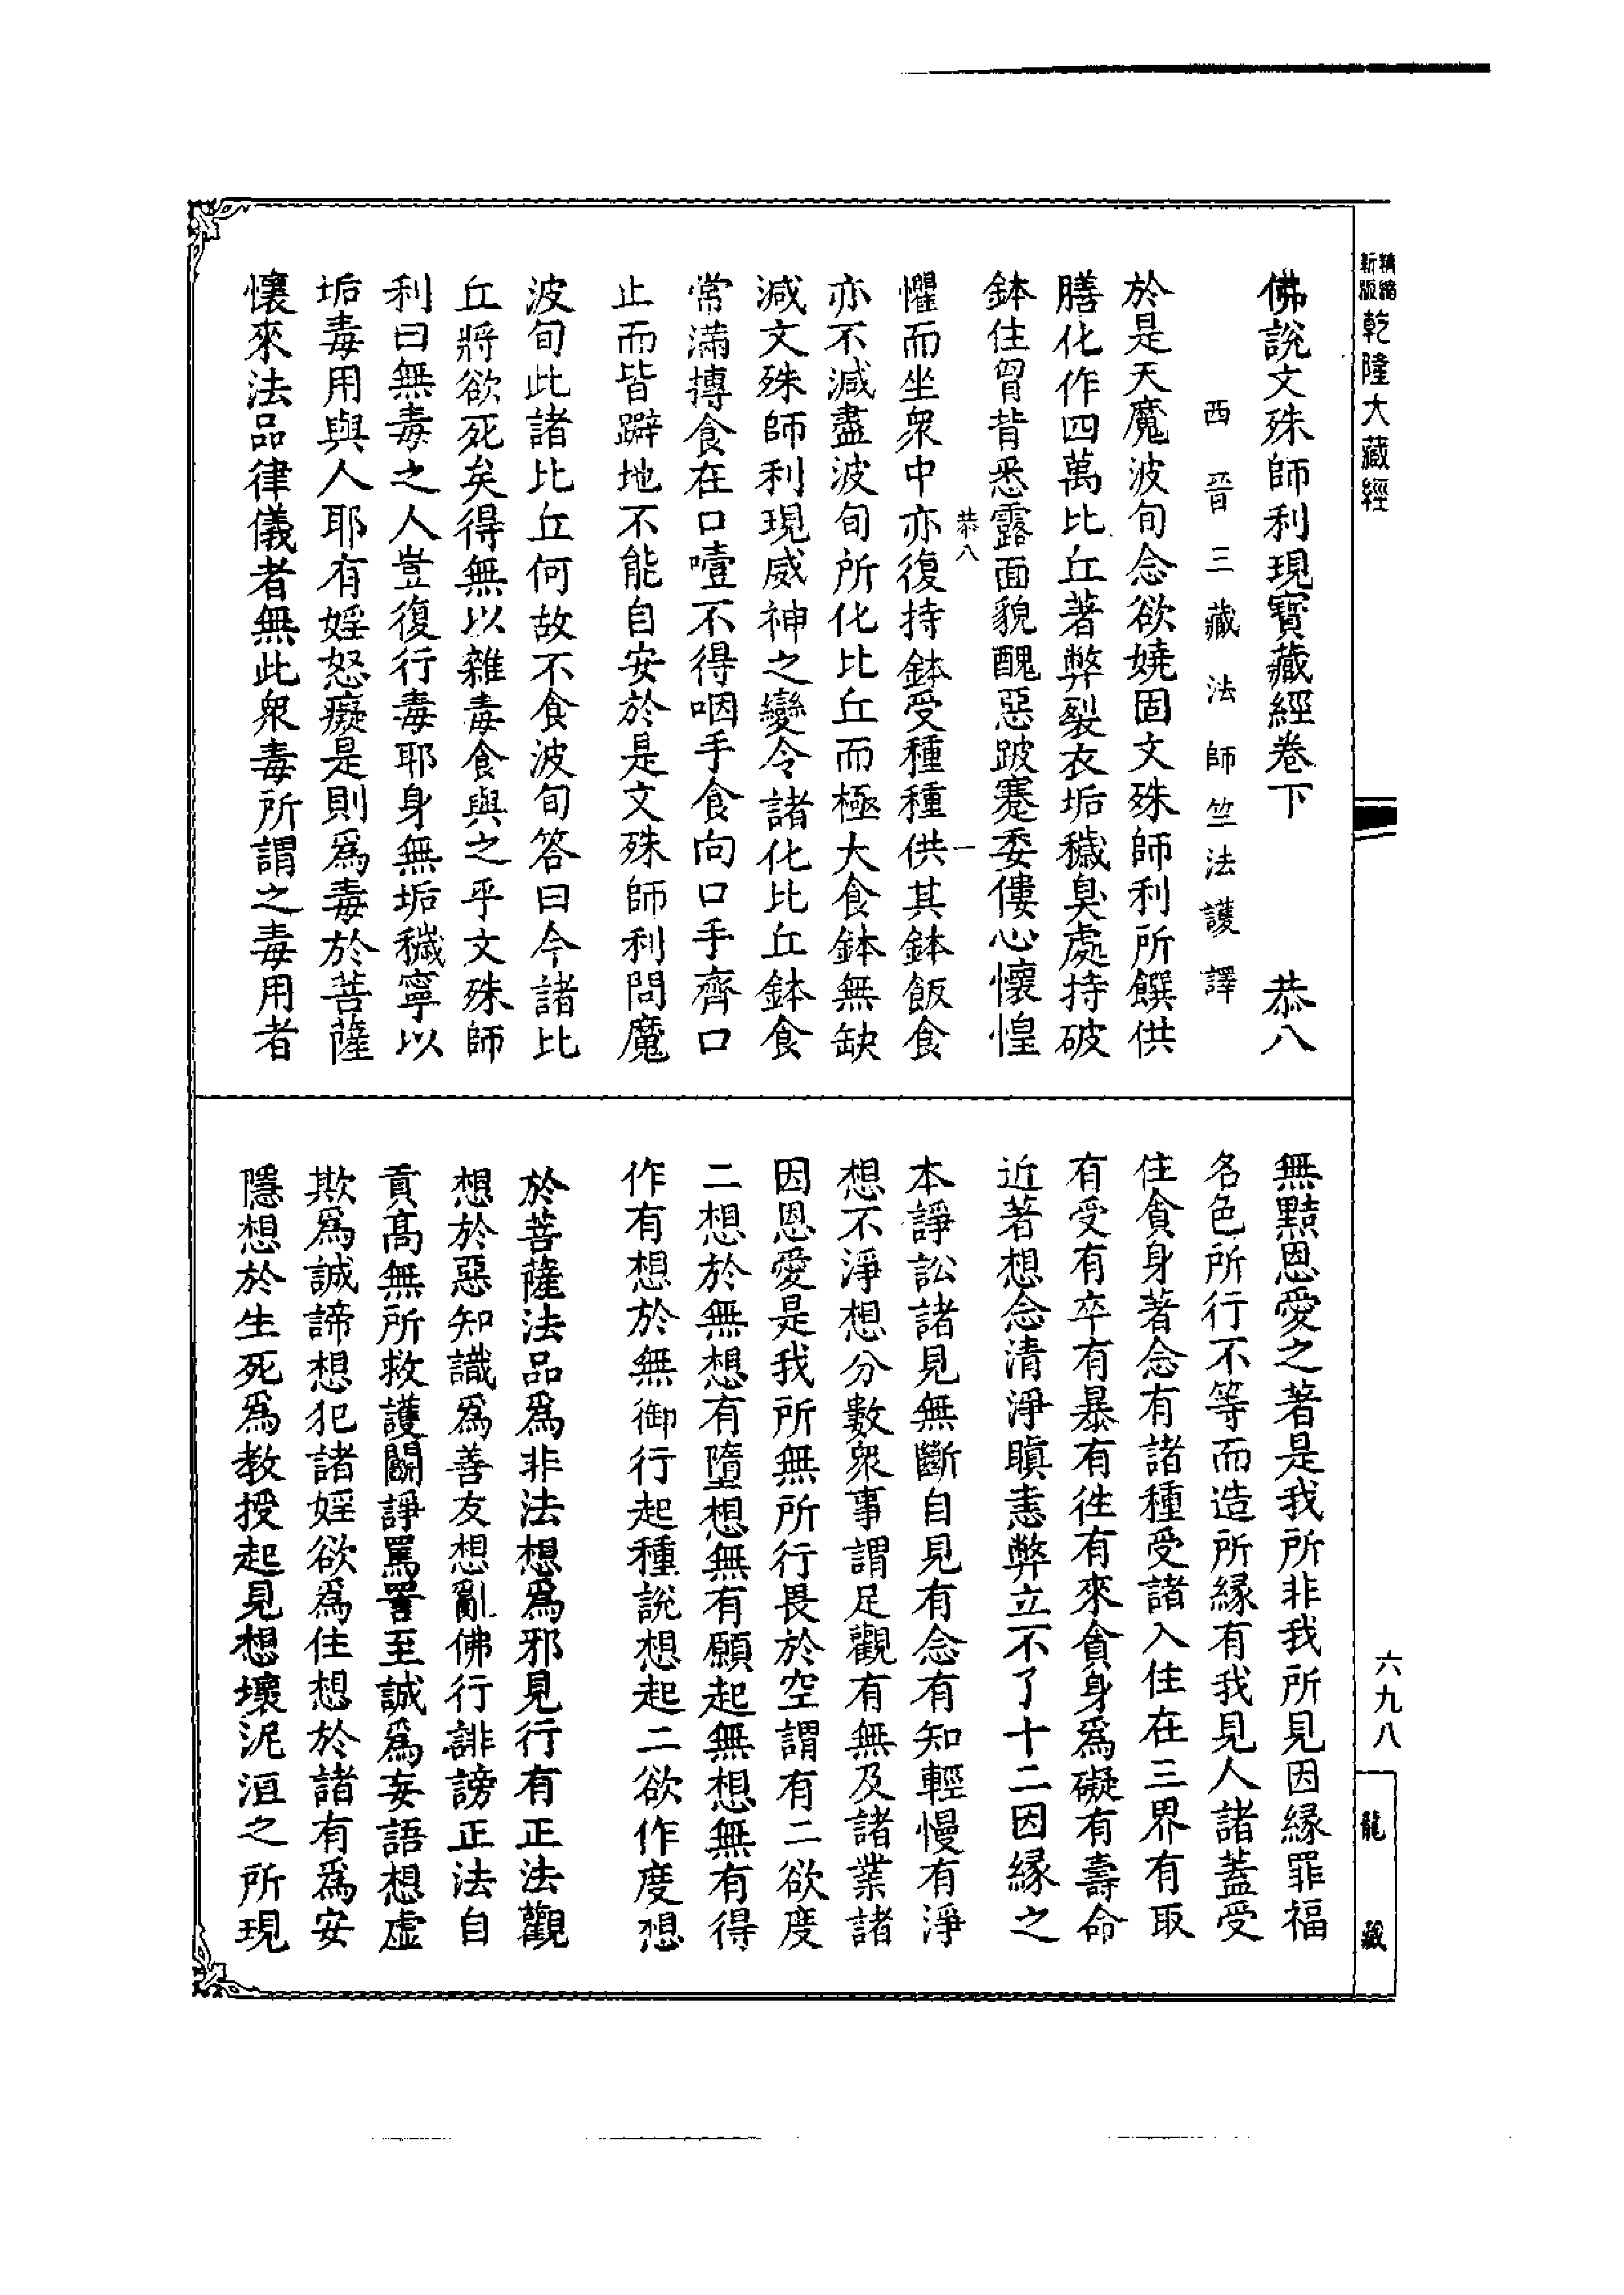 精縮
新版
乾隆大藏經
佛說文殊師利現寳藏經卷下 恭八
西晉三藏法師竺法護譯
於是天魔波旬念欲嬈固文殊師利所饌供
膳化作四萬比丘著弊裂衣垢穢臭處持破
鉢住胷背悉露面貌醜惡跛蹇委僂心懷惶
恭八 一
懼而坐衆中亦復持鉢受種種供其鉢飯食
亦不減盡波旬所化比丘而極大食鉢無缺
減文殊師利現威神之變令諸化比丘鉢食
常滿摶食在口噎不得咽手食向口手齊口
止而皆躃地不能自安於是文殊師利問魔
波旬此諸比丘何故不食波旬答曰今諸比
丘將欲死矣得無以雜毒食與之乎文殊師
利曰無毒之人豈復行毒耶身無垢穢寧以
垢毒用與人耶有婬怒癡是則爲毒於菩薩
懷來法品律儀者無此衆毒所謂之毒用者
無黠恩愛之著是我所非我所見因緣罪福
名色所行不等而造所緣有我見人諸蓋受
住貪身著念有諸種受諸入住在三界有取
有受有卒有暴有徃有來貪身爲礙有壽命
近著想念清淨瞋恚弊立不了十二因緣之
本諍訟諸見無斷自見有念有知輕慢有淨
想不淨想分數衆事謂足觀有無及諸業諸
因恩愛是我所無所行畏於空謂有二欲度
二想於無想有墮想無有願起無想無有得
作有想於無御行起種說想起二欲作度想
於菩薩法品爲非法想爲邪見行有正法觀
想於惡知識爲善友想亂佛行誹謗正法自
貢高無所救護鬭諍罵詈至誠爲妄語想虛
欺爲誠諦想犯諸婬欲爲住想於諸有爲安
隱想於生死爲教授起見想壞泥洹之所現
六九八
龍藏